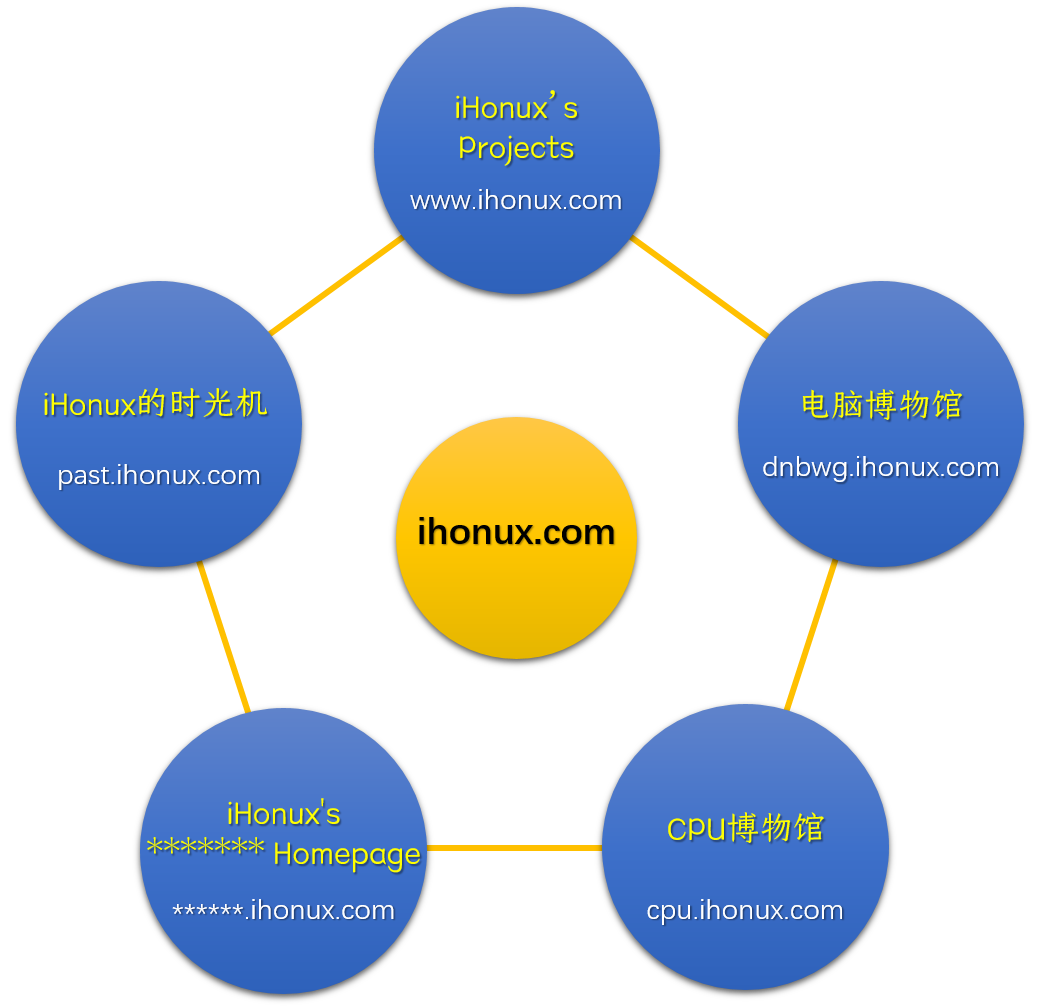 iHonux’s
Projects
www.ihonux.com
iHonux的时光机
past.ihonux.com
电脑博物馆
dnbwg.ihonux.com
ihonux.com
iHonux's
******* Homepage
******.ihonux.com
CPU博物馆
cpu.ihonux.com